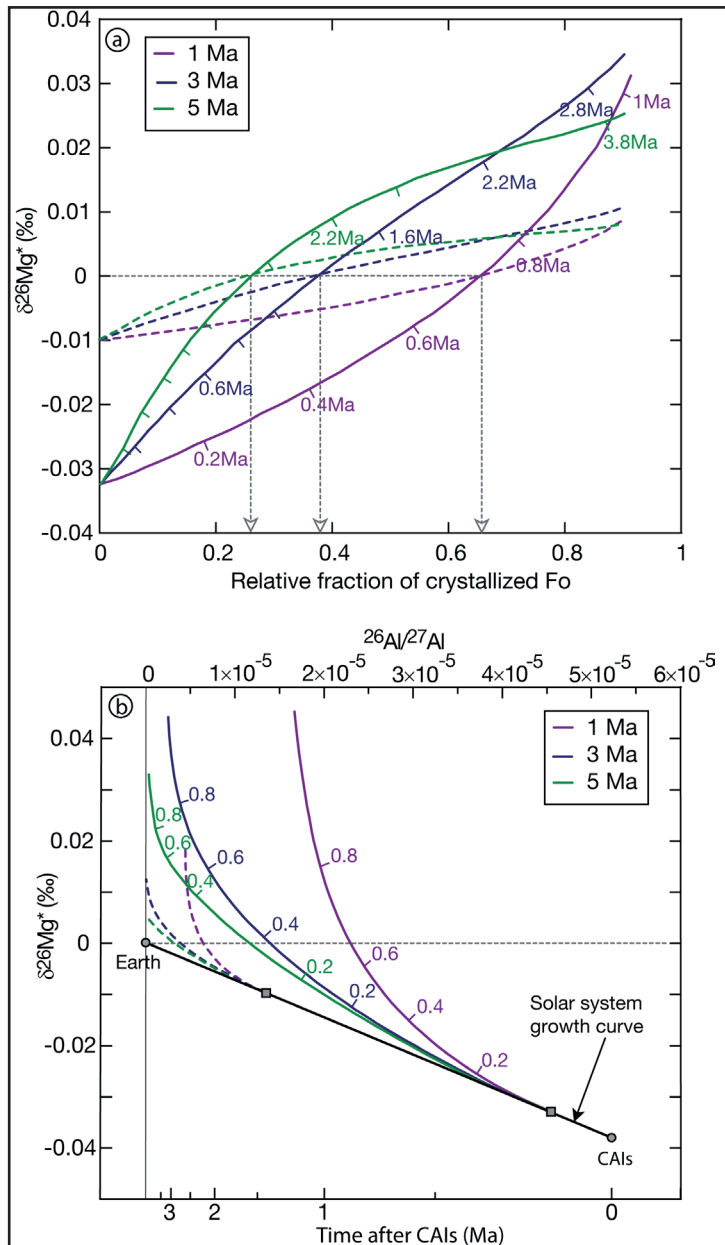 ⓐ
1 Ma
3 Ma
5 Ma
0.04
0.03
0.02
0.01
0
-0.01
-0.02
-0.03
-0.04
δ²⁶Mg* (‰)
1Ma
2.8Ma
3.8Ma
2.2Ma
2.2Ma
1.6Ma
0.8Ma
0.6Ma
0.6Ma
0.4Ma
0.2Ma
0 0.2 0.4 0.6 0.8 1
Relative fraction of crystallized Fo
²⁶Al/²⁷Al
0 1×10⁻⁵ 2×10⁻⁵ 3×10⁻⁵ 4×10⁻⁵ 5×10⁻⁵ 6×10⁻⁵
ⓑ
1 Ma
3 Ma
5 Ma
0.04
0.02
0
-0.02
-0.04
δ²⁶Mg* (‰)
0.8
0.8
0.6
0.6
0.8
0.4
0.4
0.6
0.2
0.2
0.4
0.2
Earth
Solar system
growth curve
CAIs
3 2 1 0
Time after CAIs (Ma)